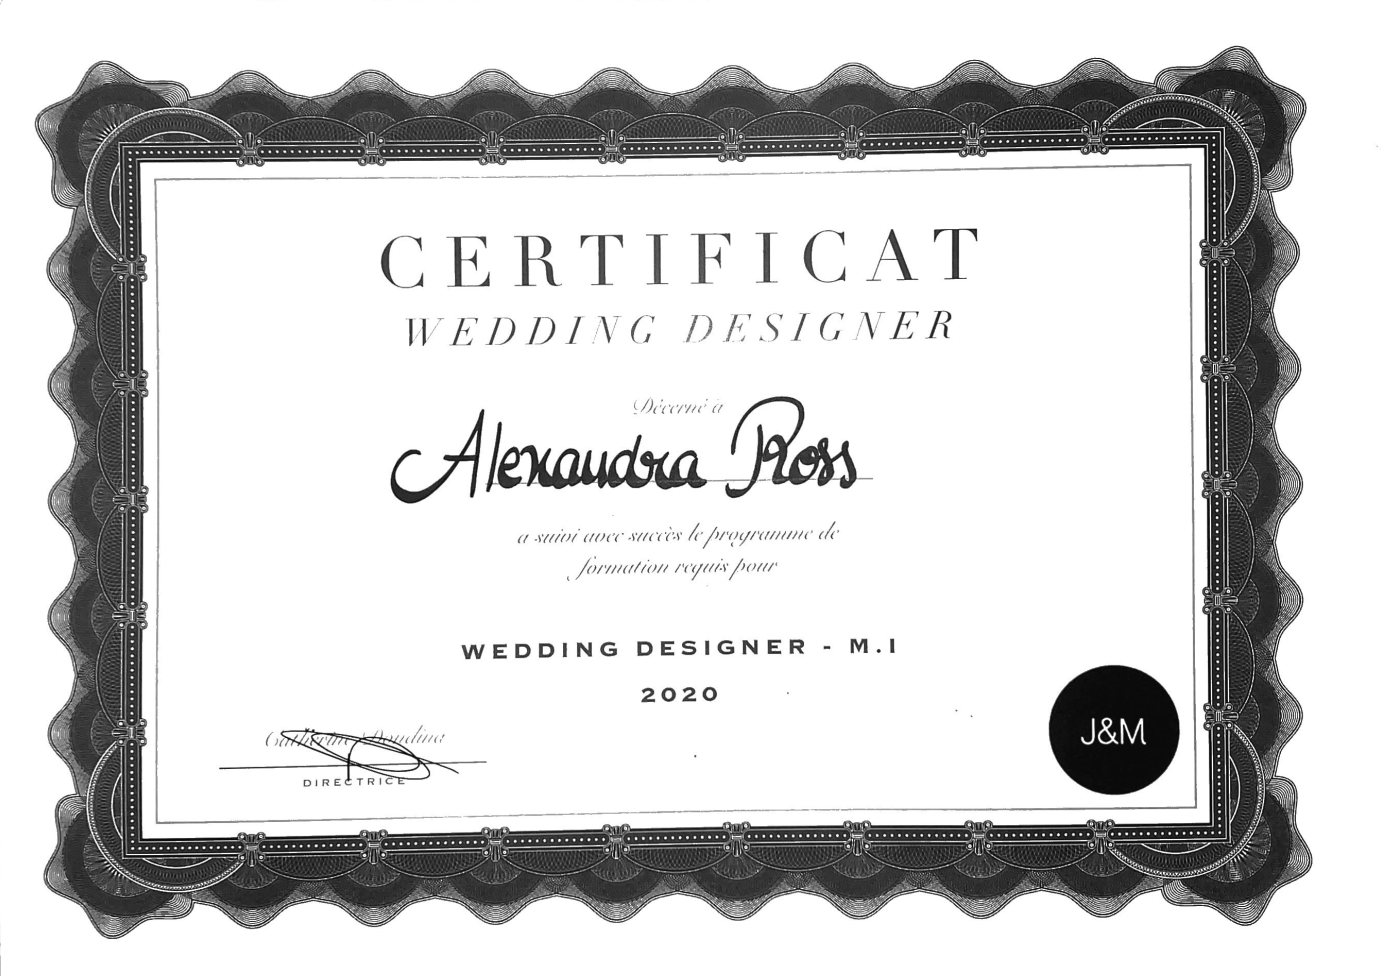 CERTIFICAT
WEDDING DESIGNER
Décerné à
Alexandra Ross
a suivi avec succès le programme de
formation requis pour
WEDDING DESIGNER - M.I
2020
Catherine
DIRECTRICE
J&M